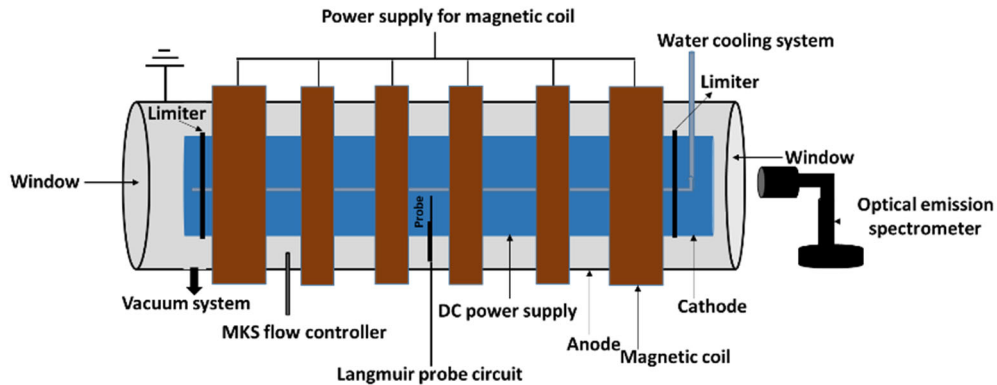 Power supply for magnetic coil
Water cooling system
Limiter
Limiter
Window
Window
Probe
Optical emission
spectrometer
Vacuum system
DC power supply
Cathode
MKS flow controller
Anode
Magnetic coil
Langmuir probe circuit